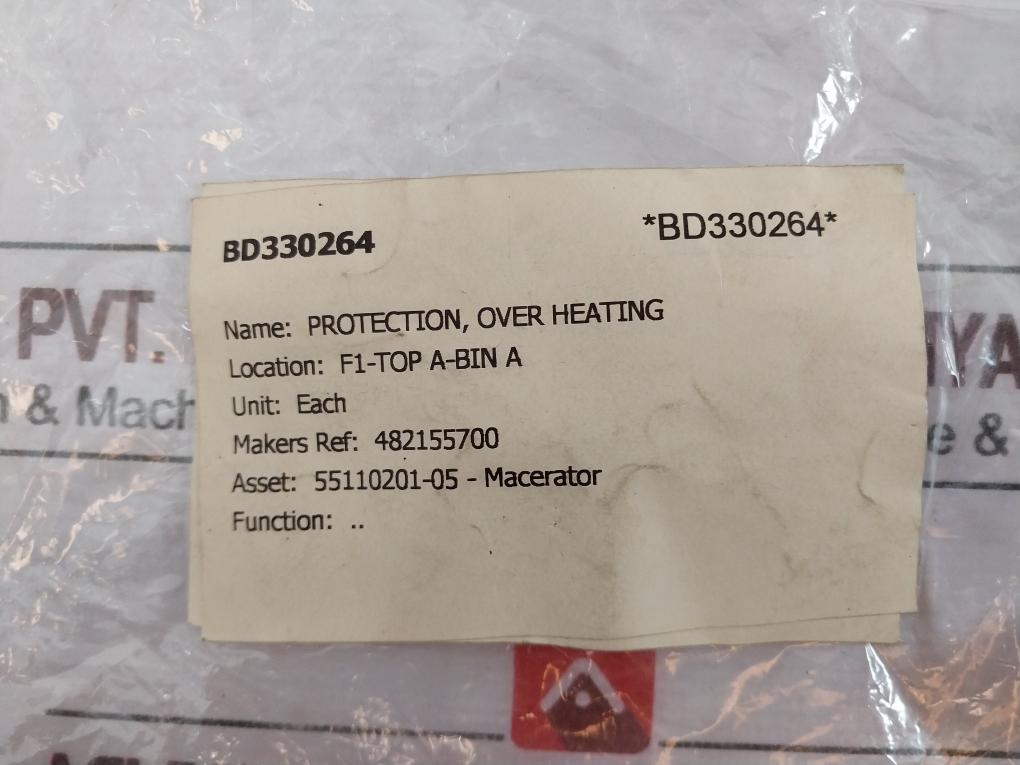 BD330264 *BD330264*
Name: PROTECTION, OVER HEATING
Location: F1-TOP A-BIN A
Unit: Each
Makers Ref: 482155700
Asset: 55110201-05 - Macerator
Function: ..
PVT.
& Mach
e &